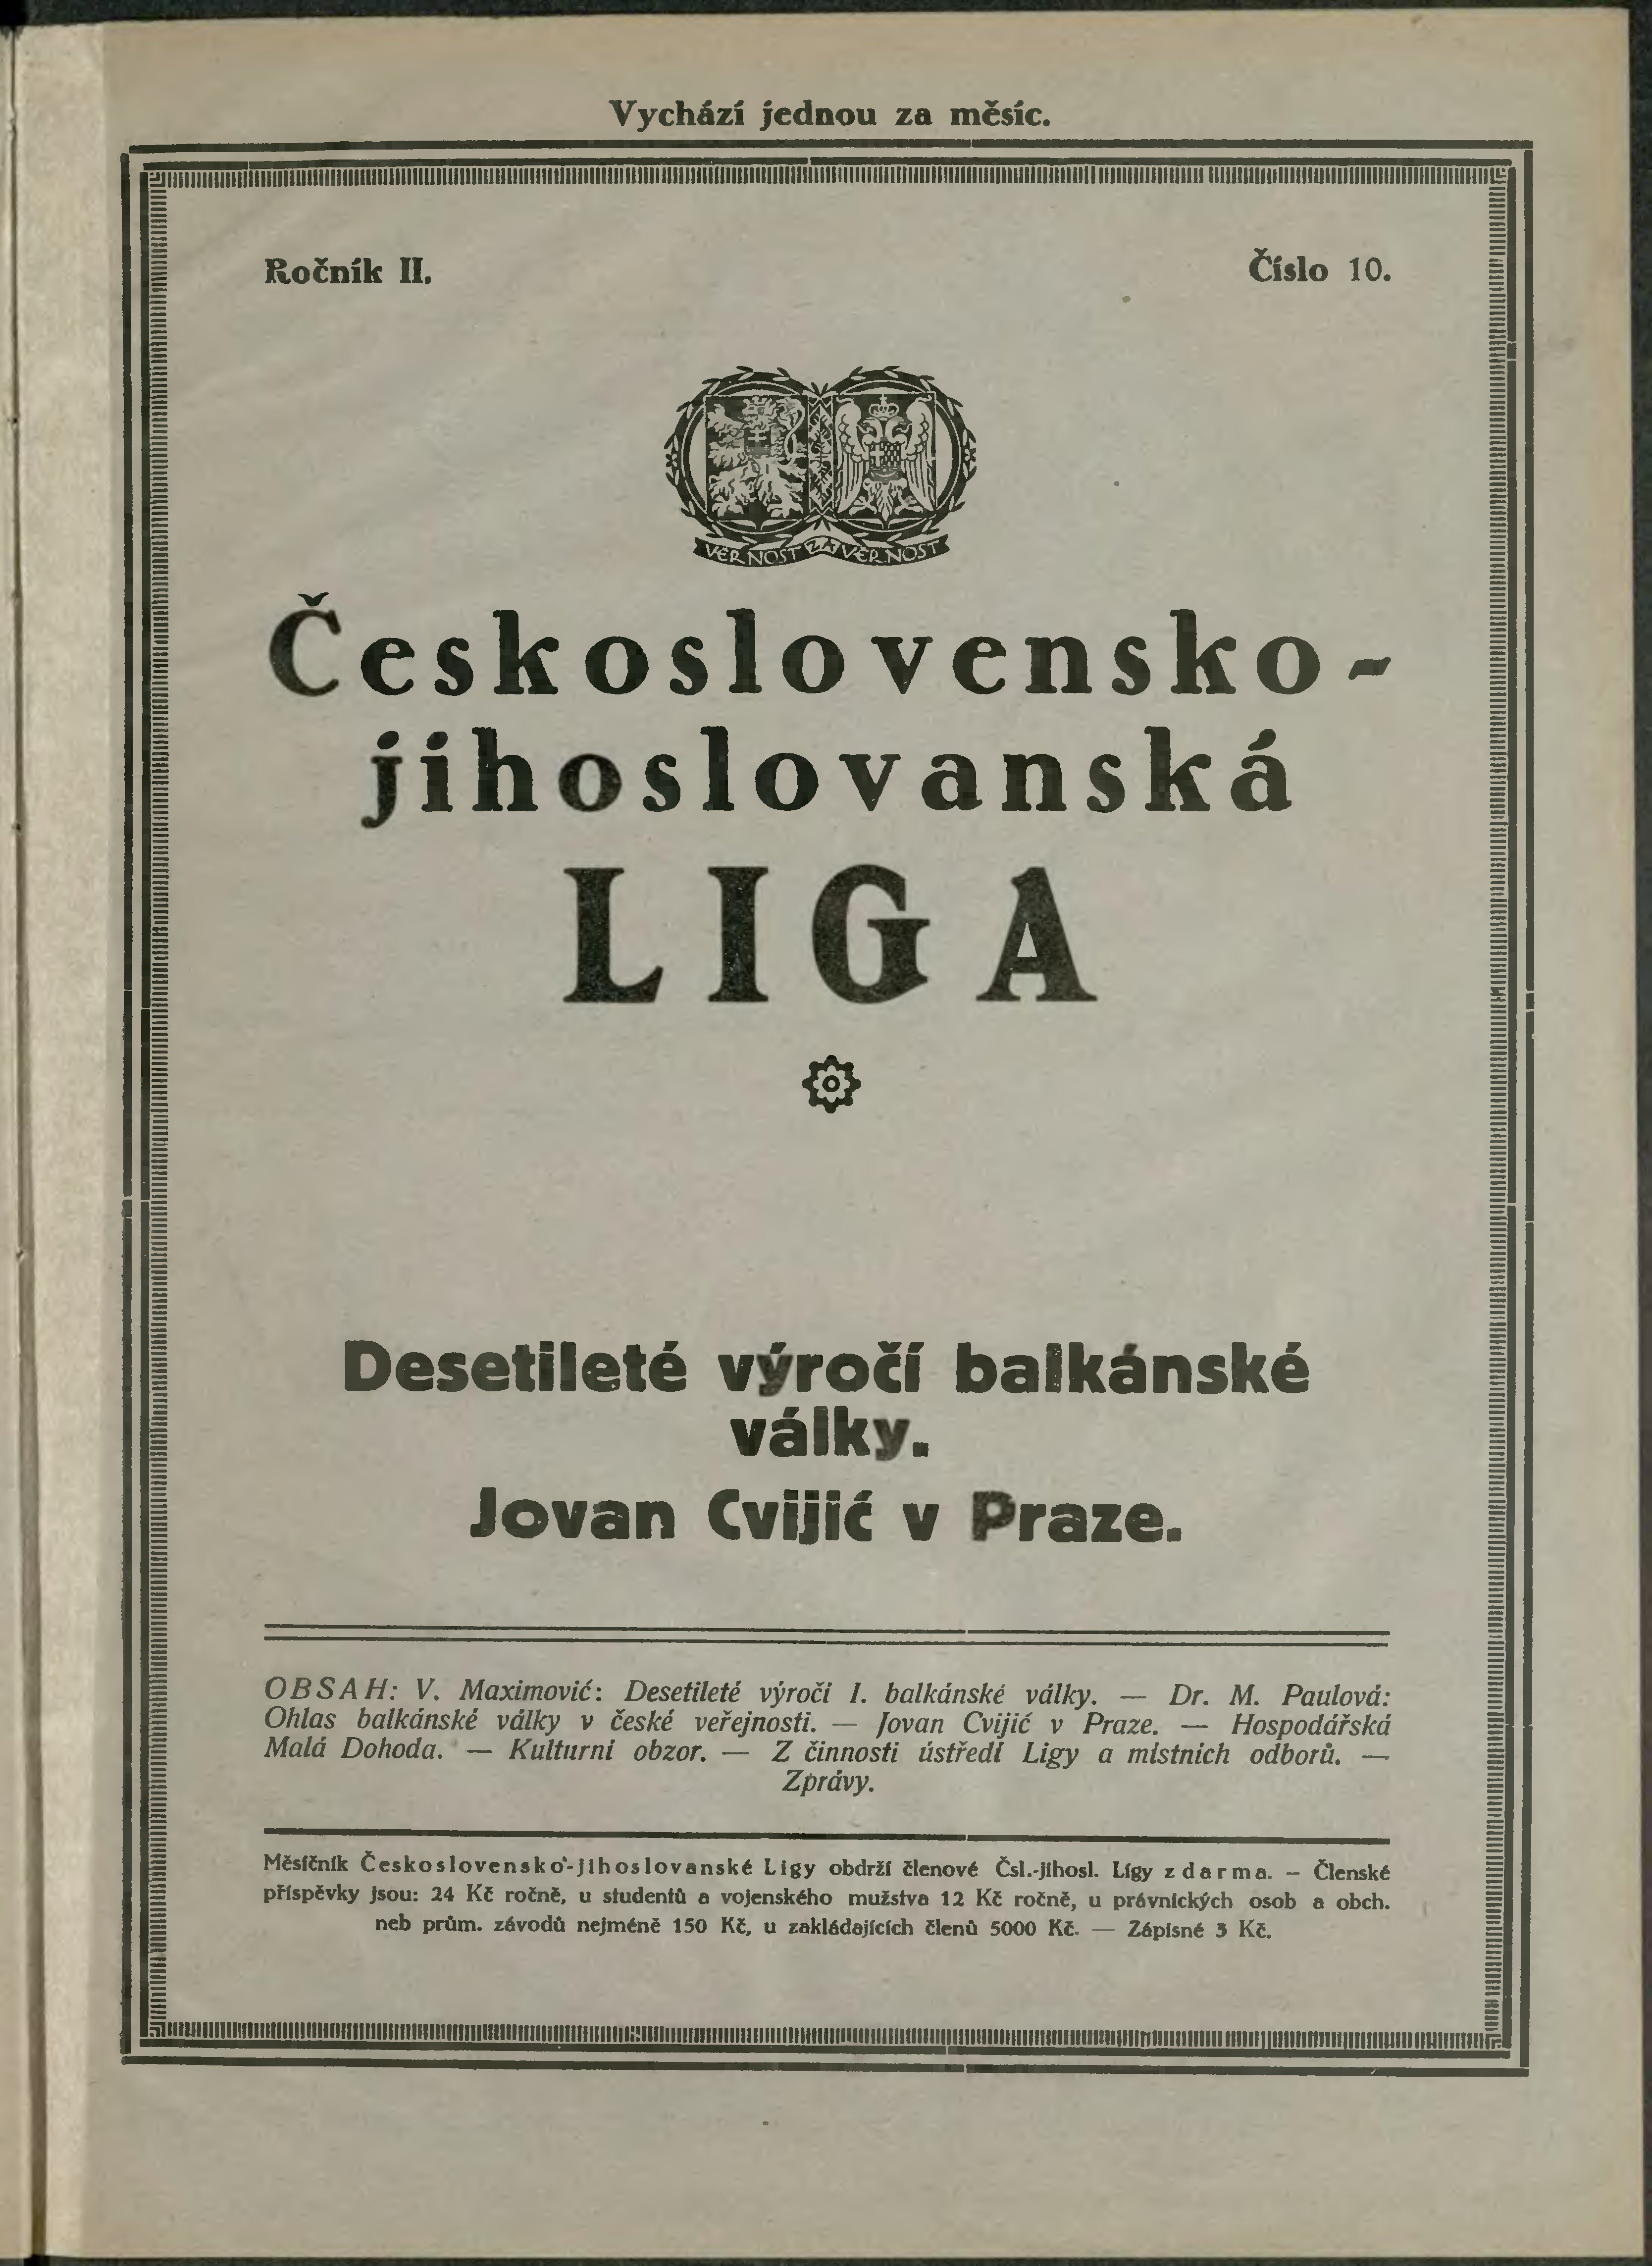 Vychází jednou za měsíc.
Ročník II.
Číslo 10.
VĚRNOST ZA VĚRNOST
Československo-
jihoslovanská
LIGA
Desetileté výročí balkánské
války.
Jovan Cvijić v Praze.
OBSAH: V. Maximović: Desetileté výročí I. balkánské války. — Dr. M. Paulová:
Ohlas balkánské války v české veřejnosti. — Jovan Cvijić v Praze. — Hospodářská
Malá Dohoda. — Kulturní obzor. — Z činnosti ústředí Ligy a místních odborů. —
Zprávy.
Měsíčník Československo-jihoslovanské Ligy obdrží členové Čsl.-jihosl. Ligy zdarma. — Členské
příspěvky jsou: 24 Kč ročně, u studentů a vojenského mužstva 12 Kč ročně, u právnických osob a obch.
neb prům. závodů nejméně 150 Kč, u zakládajících členů 5000 Kč. — Zápisné 3 Kč.